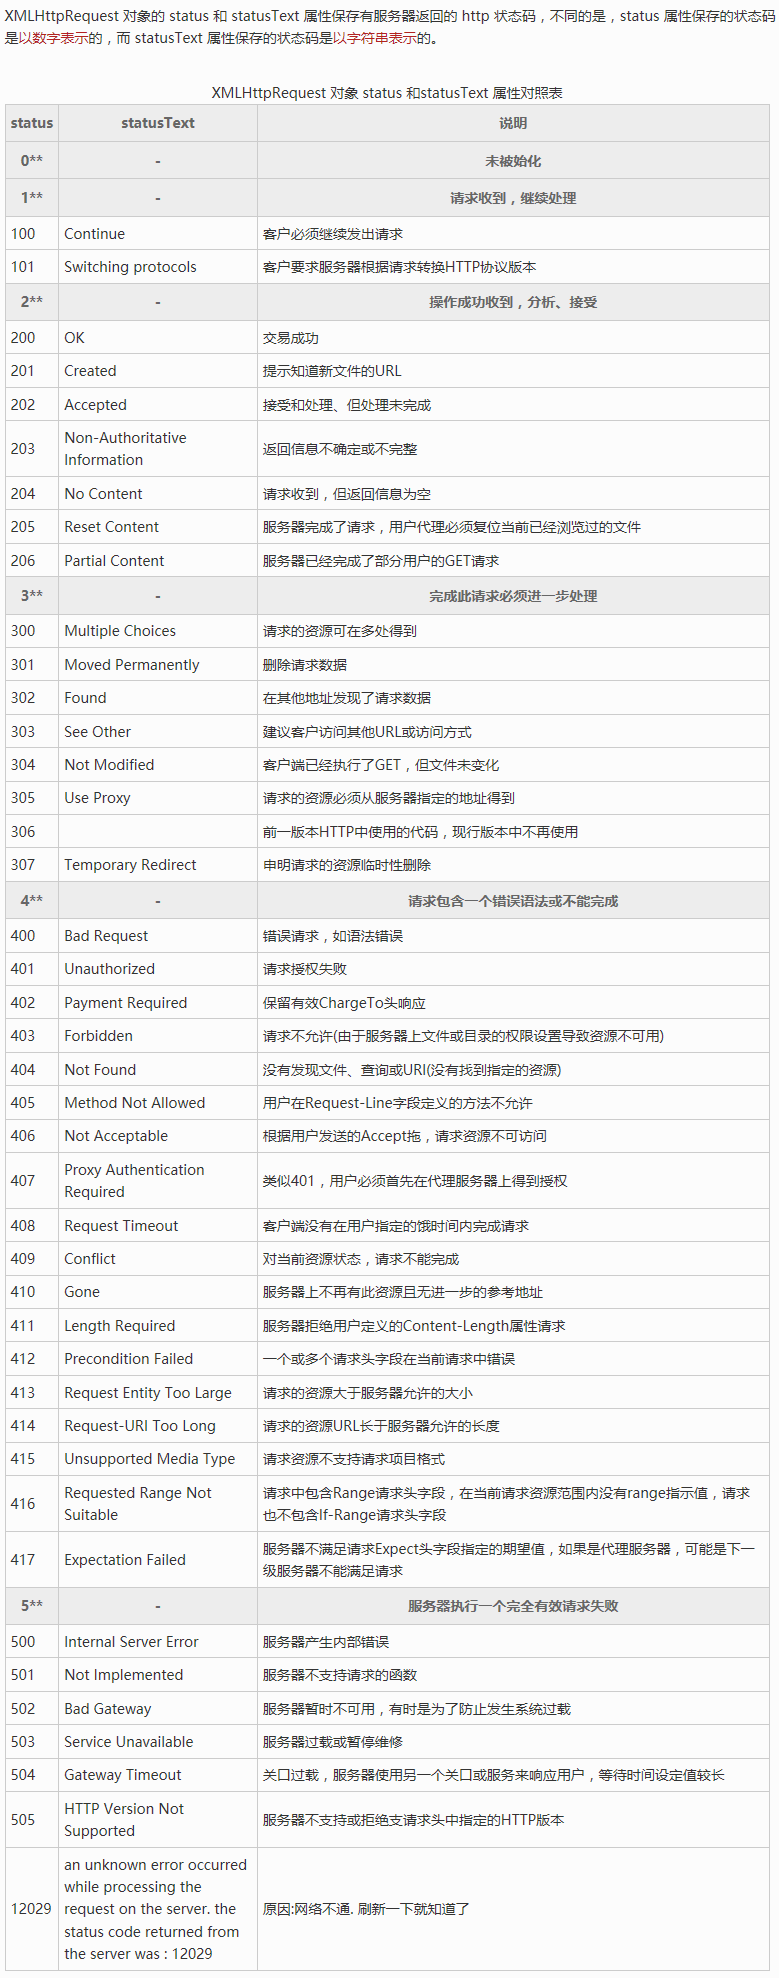 XMLHttpRequest 对象的 status 和 statusText 属性保存有服务器返回的 http 状态码，不同的是，status 属性保存的状态码
是以数字表示的，而 statusText 属性保存的状态码是以字符串表示的。
XMLHttpRequest 对象 status 和statusText 属性对照表
status statusText 说明
0** - 未被始化
1** - 请求收到，继续处理
100 Continue 客户必须继续发出请求
101 Switching protocols 客户要求服务器根据请求转换HTTP协议版本
2** - 操作成功收到，分析、接受
200 OK 交易成功
201 Created 提示知道新文件的URL
202 Accepted 接受和处理、但处理未完成
203 Non-Authoritative
Information 返回信息不确定或不完整
204 No Content 请求收到，但返回信息为空
205 Reset Content 服务器完成了请求，用户代理必须复位当前已经浏览过的文件
206 Partial Content 服务器已经完成了部分用户的GET请求
3** - 完成此请求必须进一步处理
300 Multiple Choices 请求的资源可在多处得到
301 Moved Permanently 删除请求数据
302 Found 在其他地址发现了请求数据
303 See Other 建议客户访问其他URL或访问方式
304 Not Modified 客户端已经执行了GET，但文件未变化
305 Use Proxy 请求的资源必须从服务器指定的地址得到
306 前一版本HTTP中使用的代码，现行版本中不再使用
307 Temporary Redirect 申明请求的资源临时性删除
4** - 请求包含一个错误语法或不能完成
400 Bad Request 错误请求，如语法错误
401 Unauthorized 请求授权失败
402 Payment Required 保留有效ChargeTo头响应
403 Forbidden 请求不允许(由于服务器上文件或目录的权限设置导致资源不可用)
404 Not Found 没有发现文件、查询或URI(没有找到指定的资源)
405 Method Not Allowed 用户在Request-Line字段定义的方法不允许
406 Not Acceptable 根据用户发送的Accept拖，请求资源不可访问
407 Proxy Authentication
Required 类似401，用户必须首先在代理服务器上得到授权
408 Request Timeout 客户端没有在用户指定的饿时间内完成请求
409 Conflict 对当前资源状态，请求不能完成
410 Gone 服务器上不再有此资源且无进一步的参考地址
411 Length Required 服务器拒绝用户定义的Content-Length属性请求
412 Precondition Failed 一个或多个请求头字段在当前请求中错误
413 Request Entity Too Large 请求的资源大于服务器允许的大小
414 Request-URI Too Long 请求的资源URL长于服务器允许的长度
415 Unsupported Media Type 请求资源不支持请求项目格式
416 Requested Range Not
Suitable 请求中包含Range请求头字段，在当前请求资源范围内没有range指示值，请求
也不包含If-Range请求头字段
417 Expectation Failed 服务器不满足请求Expect头字段指定的期望值，如果是代理服务器，可能是下一
级服务器不能满足请求
5** - 服务器执行一个完全有效请求失败
500 Internal Server Error 服务器产生内部错误
501 Not Implemented 服务器不支持请求的函数
502 Bad Gateway 服务器暂时不可用，有时是为了防止发生系统过载
503 Service Unavailable 服务器过载或暂停维修
504 Gateway Timeout 关口过载，服务器使用另一个关口或服务来响应用户，等待时间设定值较长
505 HTTP Version Not
Supported 服务器不支持或拒绝支请求头中指定的HTTP版本
12029 an unknown error occurred
while processing the
request on the server. the
status code returned from
the server was : 12029 原因:网络不通. 刷新一下就知道了